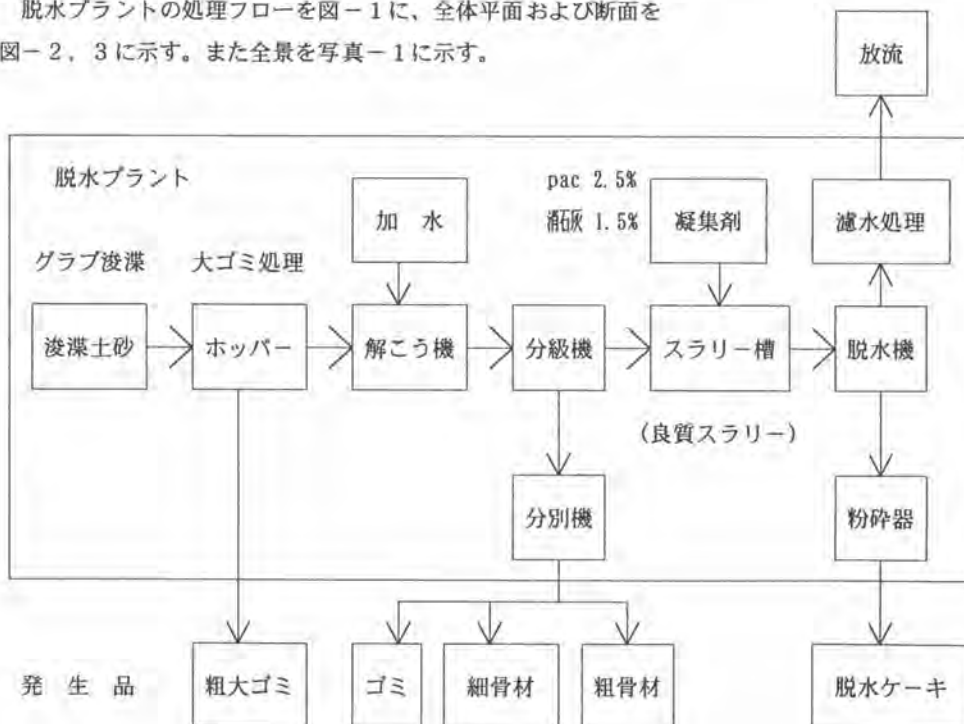 脱水プラントの処理フローを図－１に、全体平面および断面を
図－２，３に示す。また全景を写真－１に示す。
放流
脱水プラント
加 水
pac 2.5%
消石灰 1.5%
凝集剤
濾水処理
グラブ浚渫
大ゴミ処理
浚渫土砂
ホッパー
解こう機
分級機
スラリー槽
脱水機
(良質スラリー)
分別機
粉砕器
発 生 品
粗大ゴミ
ゴミ
細骨材
粗骨材
脱水ケーキ